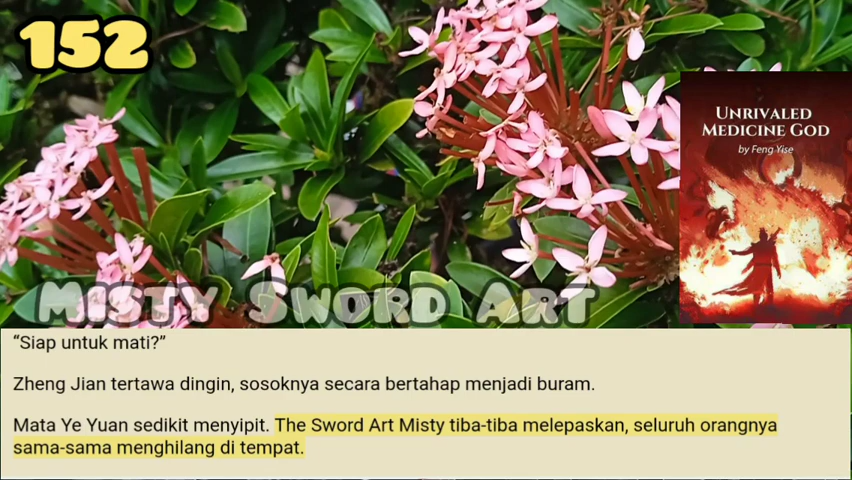 152
UNRIVALED
MEDICINE GOD
by Feng Yise
MISTY SWORD ART
“Siap untuk mati?”
Zheng Jian tertawa dingin, sosoknya secara bertahap menjadi buram.
Mata Ye Yuan sedikit menyipit. The Sword Art Misty tiba-tiba melepaskan, seluruh orangnya
sama-sama menghilang di tempat.